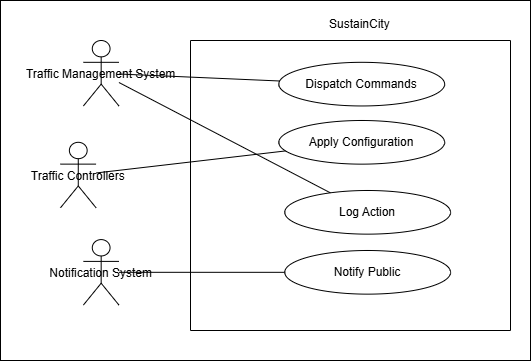 SustainCity
Traffic Management System
Dispatch Commands
Apply Configuration
Traffic Controllers
Log Action
Notification System
Notify Public